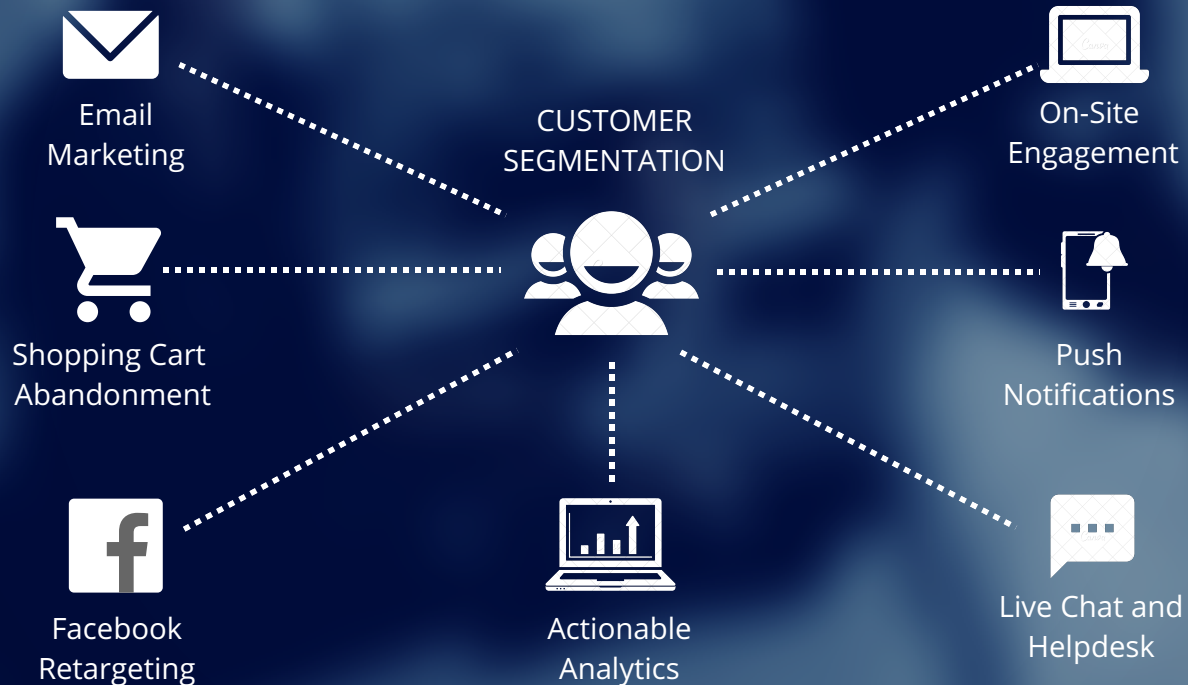 Email
Marketing
CUSTOMER
SEGMENTATION
On-Site
Engagement
Shopping Cart
Abandonment
Push
Notifications
Facebook
Retargeting
Actionable
Analytics
Live Chat and
Helpdesk